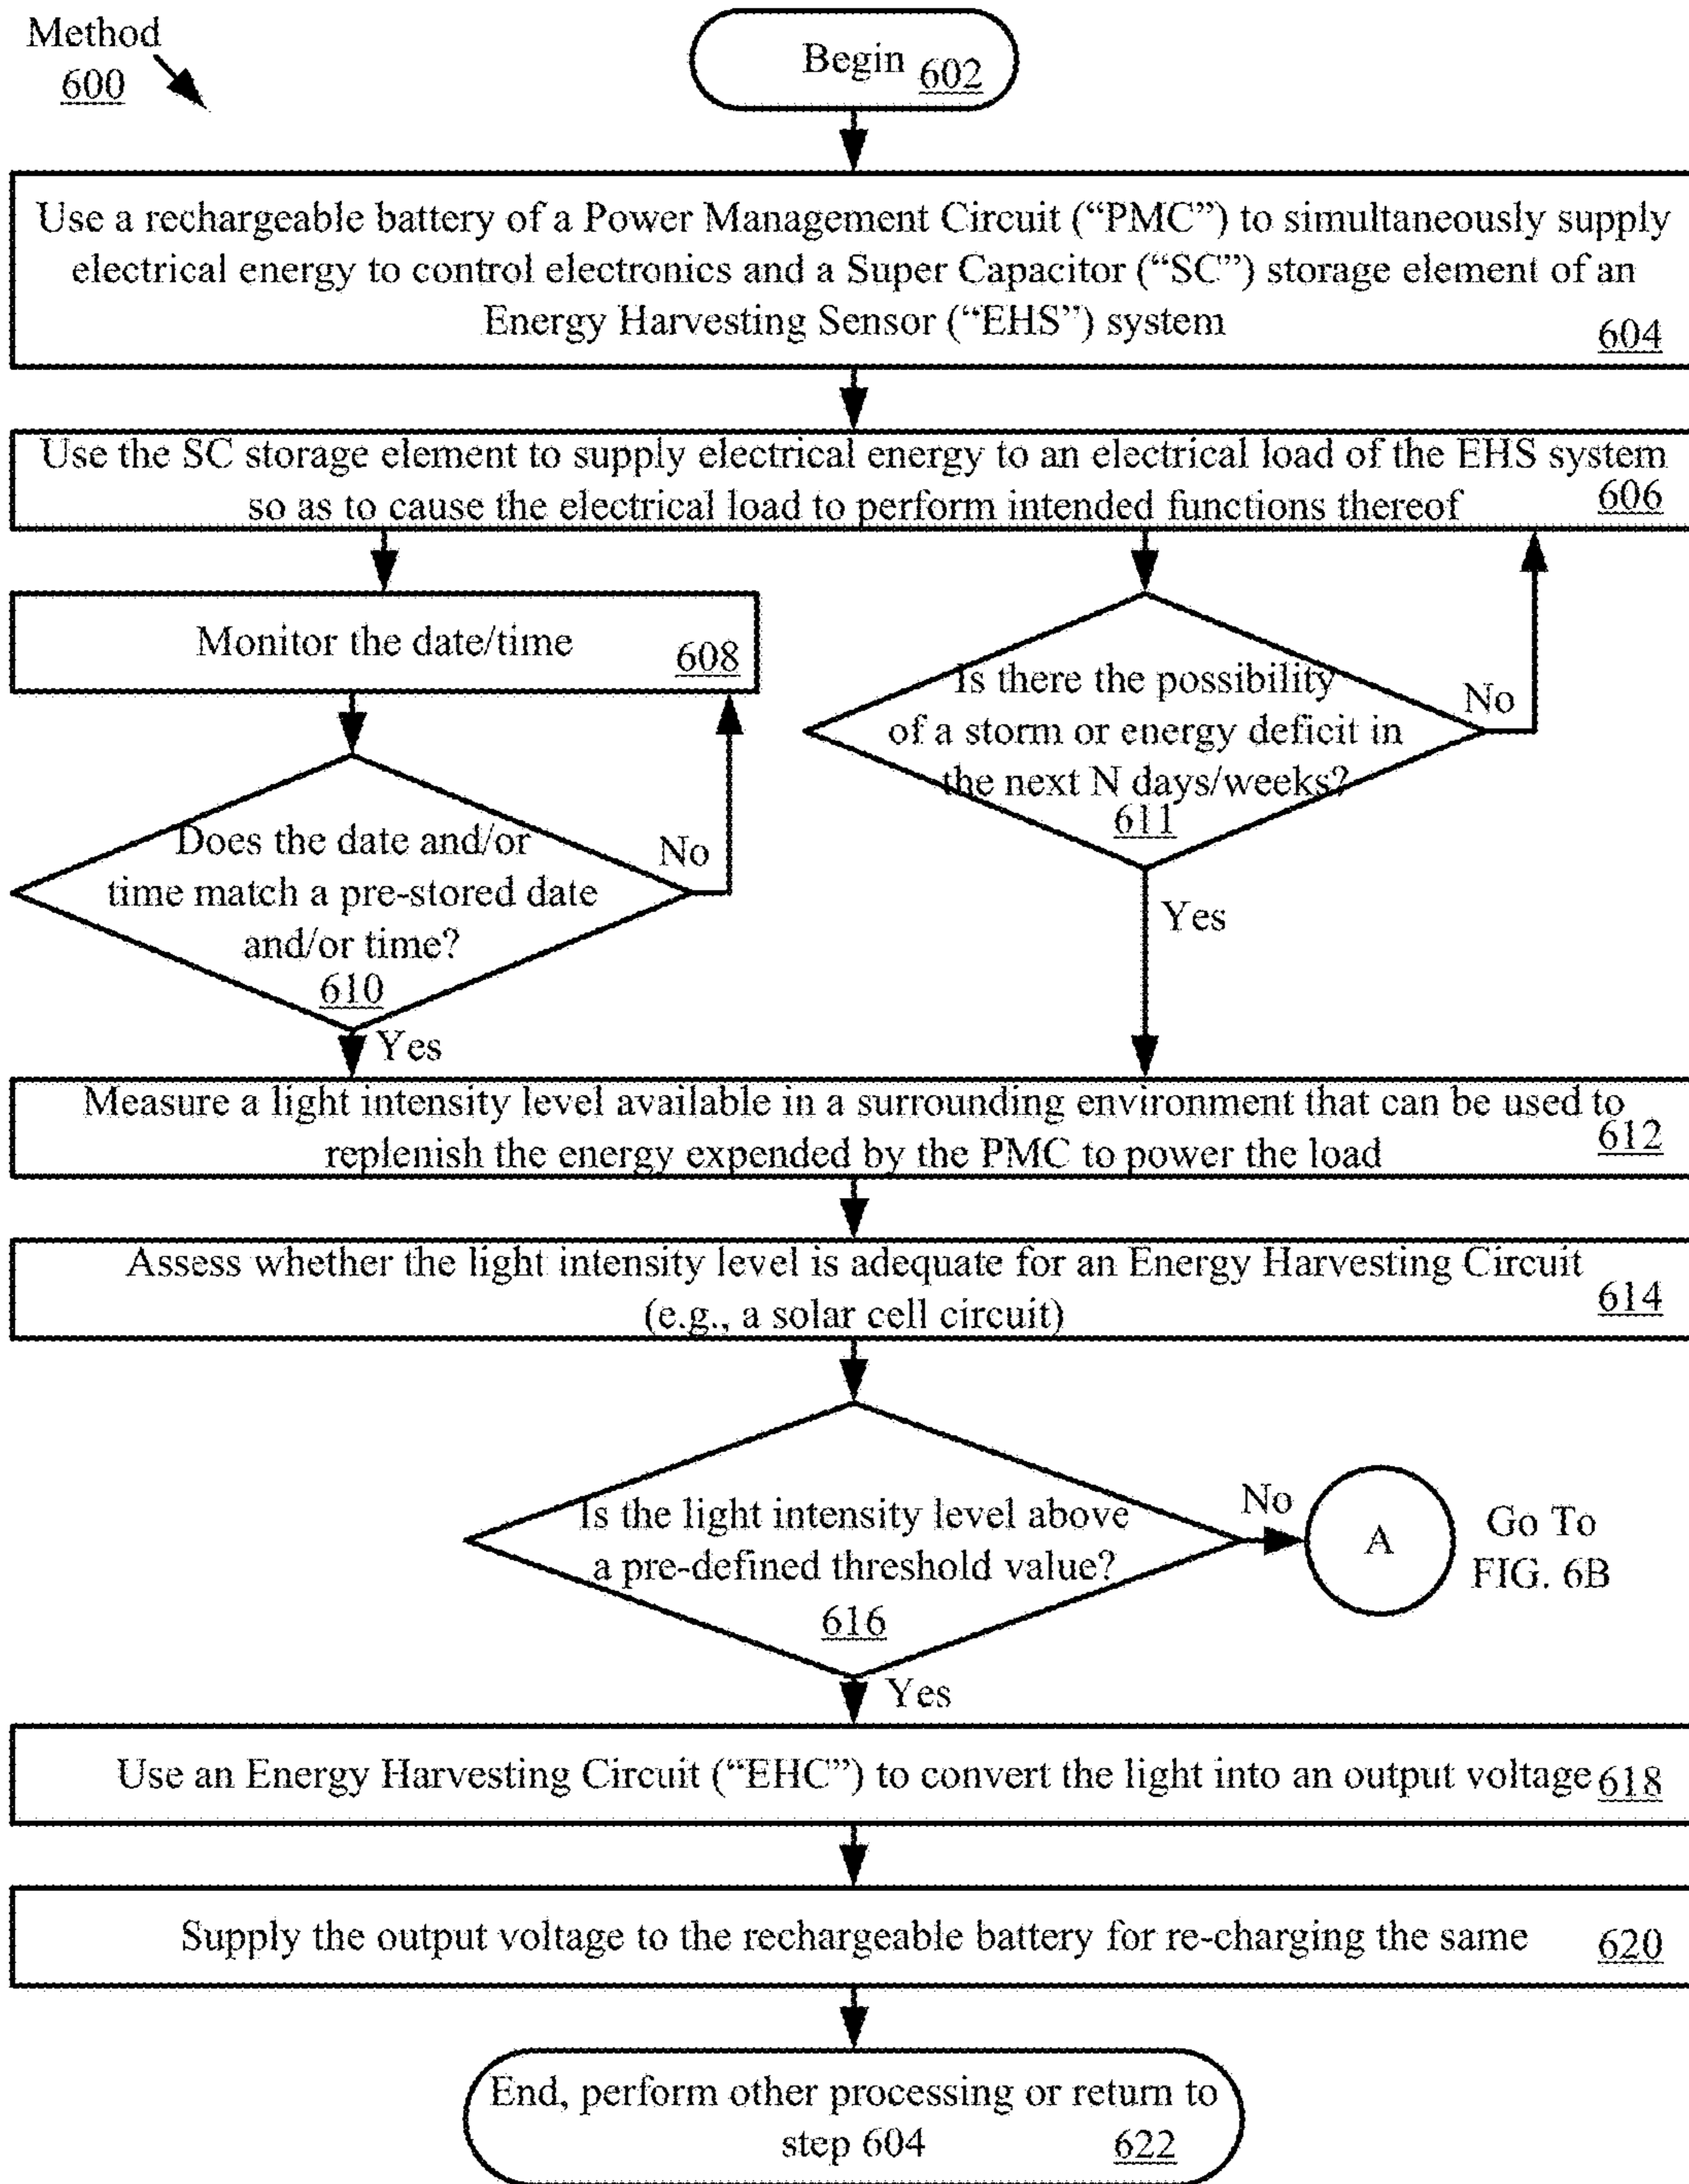 Method
600
Begin 602
Use a rechargeable battery of a Power Management Circuit (“PMC”) to simultaneously supply
electrical energy to control electronics and a Super Capacitor (“SC”) storage element of an
Energy Harvesting Sensor (“EHS”) system
604
Use the SC storage element to supply electrical energy to an electrical load of the EHS system
so as to cause the electrical load to perform intended functions thereof
606
Monitor the date/time
608
Is there the possibility
of a storm or energy deficit in
the next N days/weeks?
611
No
Does the date and/or
time match a pre-stored date
and/or time?
610
No
Yes
Yes
Measure a light intensity level available in a surrounding environment that can be used to
replenish the energy expended by the PMC to power the load
612
Assess whether the light intensity level is adequate for an Energy Harvesting Circuit
(e.g., a solar cell circuit)
614
Is the light intensity level above
a pre-defined threshold value?
616
No
A
Go To
FIG. 6B
Yes
Use an Energy Harvesting Circuit (“EHC”) to convert the light into an output voltage 618
Supply the output voltage to the rechargeable battery for re-charging the same 620
End, perform other processing or return to
step 604 622